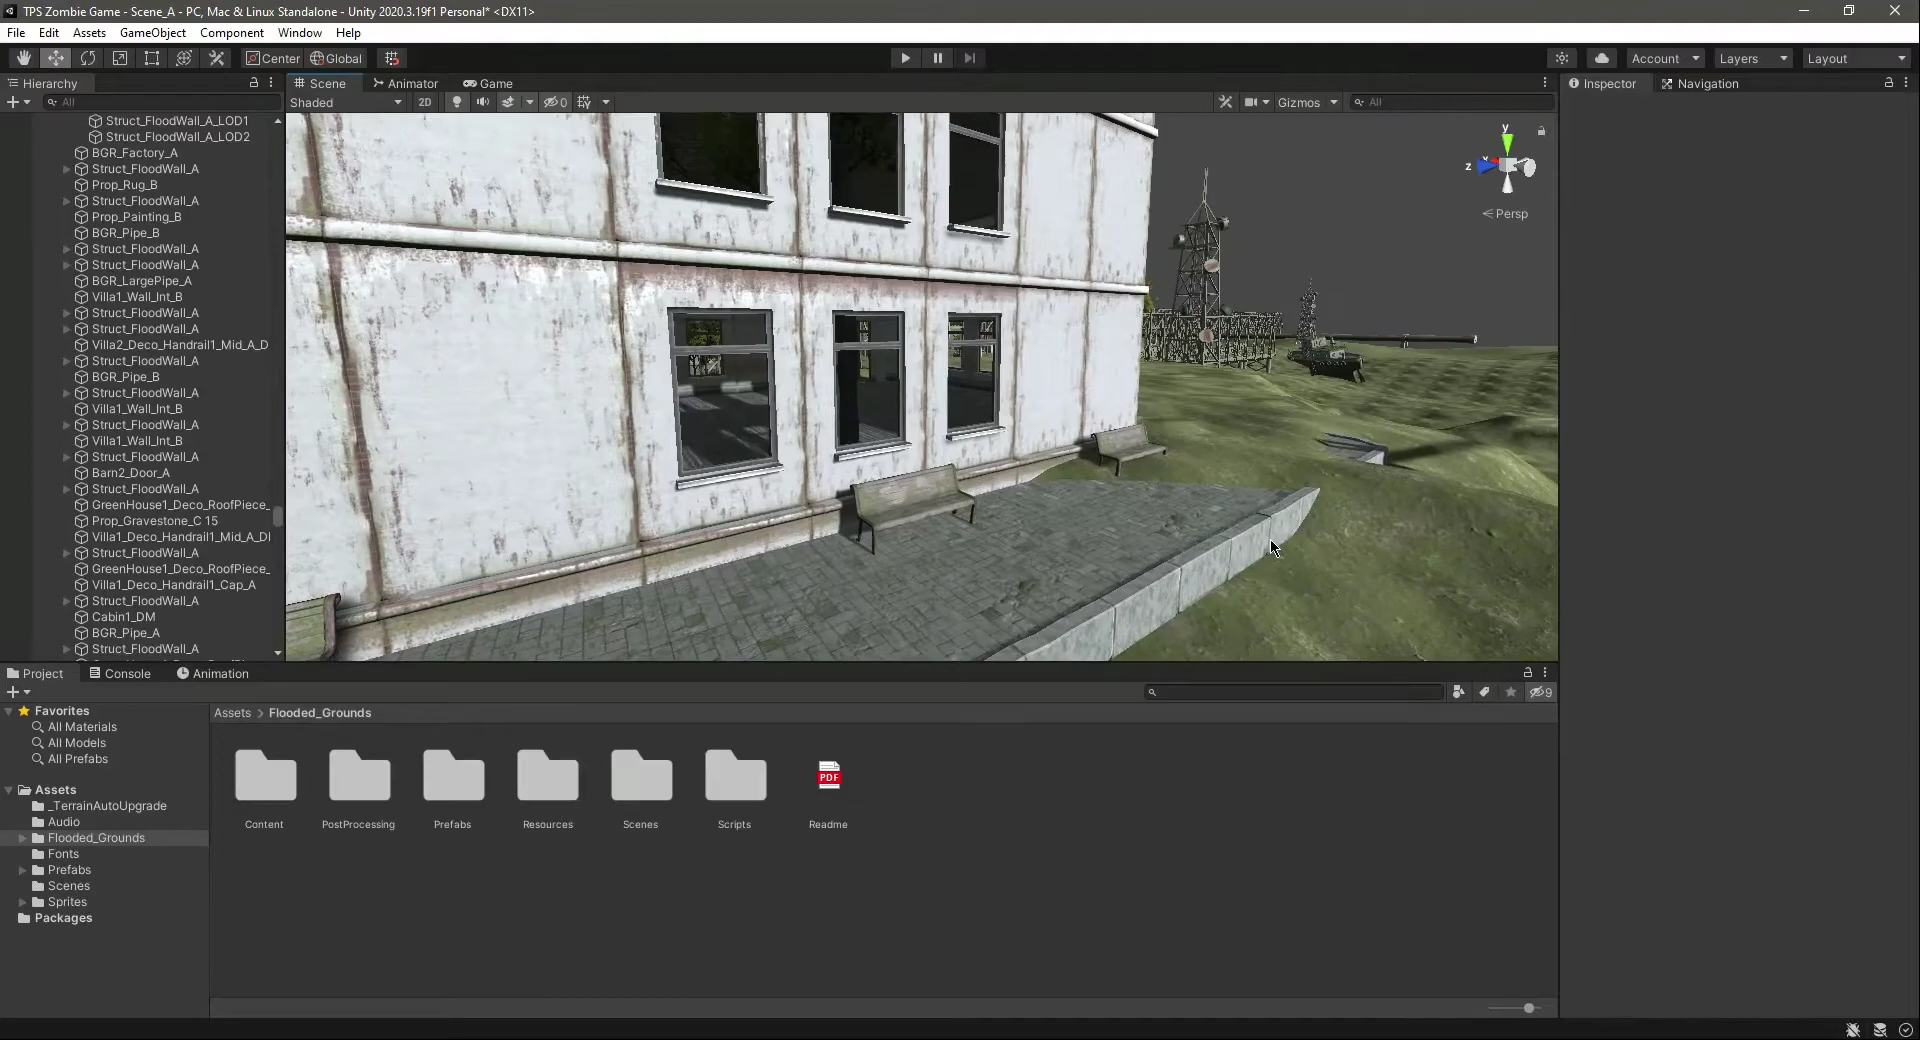 TPS Zombie Game - Scene_A - PC, Mac & Linux Standalone - Unity 2020.3.19f1 Personal* <DX11>
File Edit Assets GameObject Component Window Help
Center Global Account Layers Layout
Hierarchy Scene Animator Game Inspector Navigation
All Shaded 2D 0 Gizmos All
Struct_FloodWall_A_LOD1
Struct_FloodWall_A_LOD2
BGR_Factory_A
Struct_FloodWall_A
Prop_Rug_B
Struct_FloodWall_A
Prop_Painting_B
BGR_Pipe_B
Struct_FloodWall_A
Struct_FloodWall_A
BGR_LargePipe_A
Villa1_Wall_Int_B
Struct_FloodWall_A
Struct_FloodWall_A
Villa2_Deco_Handrail1_Mid_A_D
Struct_FloodWall_A
BGR_Pipe_B
Struct_FloodWall_A
Villa1_Wall_Int_B
Struct_FloodWall_A
Villa1_Wall_Int_B
Struct_FloodWall_A
Barn2_Door_A
Struct_FloodWall_A
GreenHouse1_Deco_RoofPiece_
Prop_Gravestone_C 15
Villa1_Deco_Handrail1_Mid_A_DI
Struct_FloodWall_A
GreenHouse1_Deco_RoofPiece_
Villa1_Deco_Handrail1_Cap_A
Struct_FloodWall_A
Cabin1_DM
BGR_Pipe_A
Struct_FloodWall_A
y
z
Persp
Project Console Animation
9
Favorites
All Materials
All Models
All Prefabs
Assets
_TerrainAutoUpgrade
Audio
Flooded_Grounds
Fonts
Prefabs
Scenes
Sprites
Packages
Assets > Flooded_Grounds
PDF
Content PostProcessing Prefabs Resources Scenes Scripts Readme